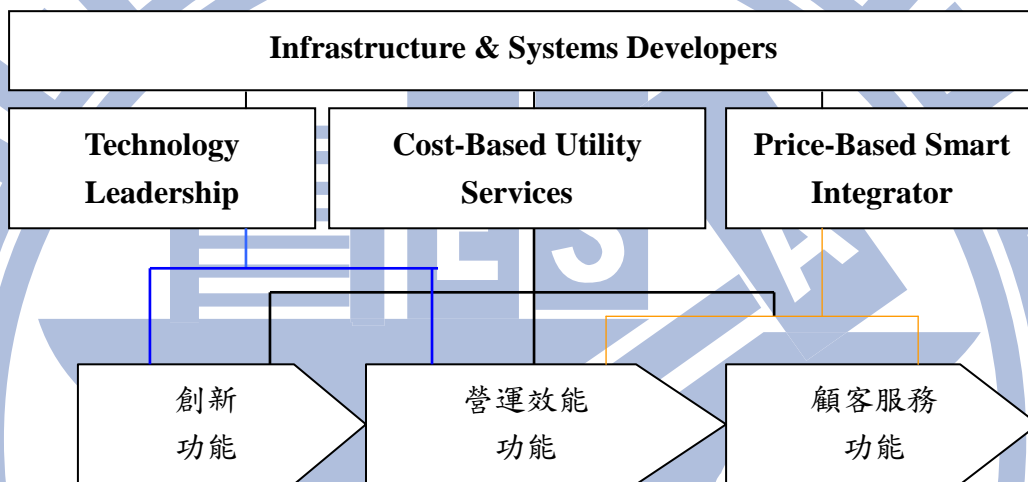 Infrastructure & Systems Developers
Technology
Leadership
Cost-Based Utility
Services
Price-Based Smart
Integrator
創新
功能
營運效能
功能
顧客服務
功能